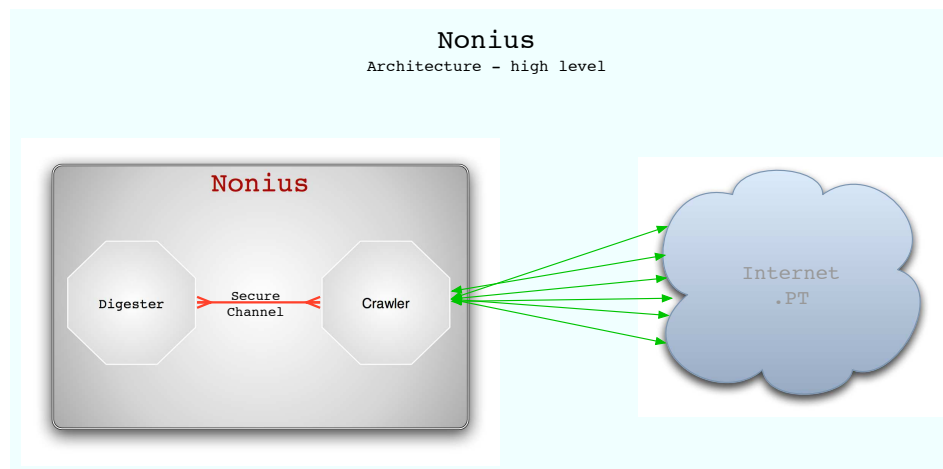 Nonius
Architecture - high level
Nonius
Digester
Secure
Channel
Crawler
Internet
.PT